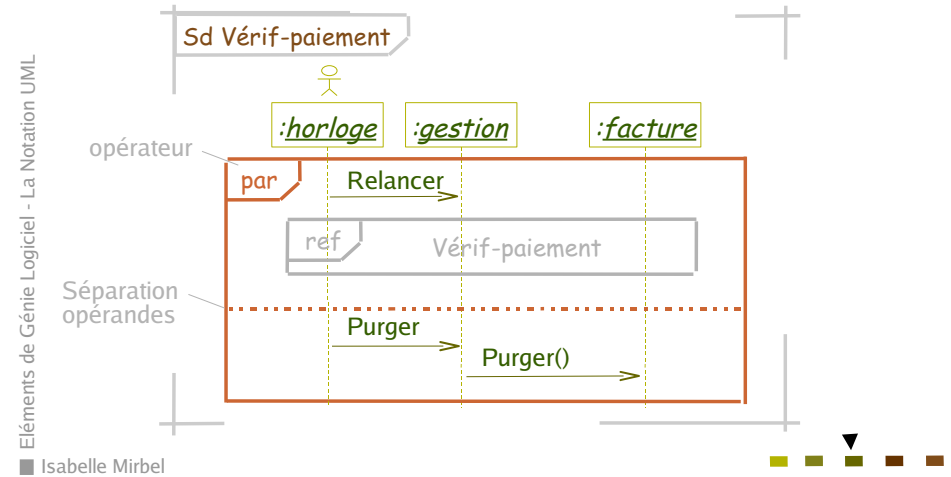 Sd Vérif-paiement
:horloge
:gestion
:facture
opérateur
par
Relancer
ref
Vérif-paiement
Séparation
opérandes
Purger
Purger()
Eléments de Génie Logiciel - La Notation UML
Isabelle Mirbel